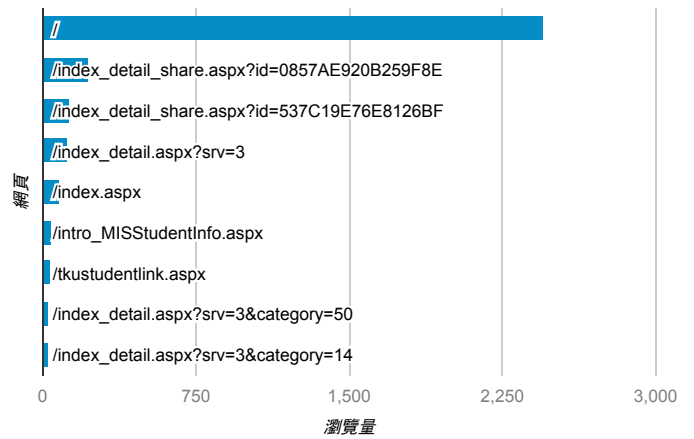 /
/index_detail_share.aspx?id=0857AE920B259F8E
/index_detail_share.aspx?id=537C19E76E8126BF
/index_detail.aspx?srv=3
/index.aspx
/intro_MISStudentInfo.aspx
/tkustudentlink.aspx
/index_detail.aspx?srv=3&category=50
/index_detail.aspx?srv=3&category=14
網頁
0 750 1,500 2,250 3,000
瀏覽量